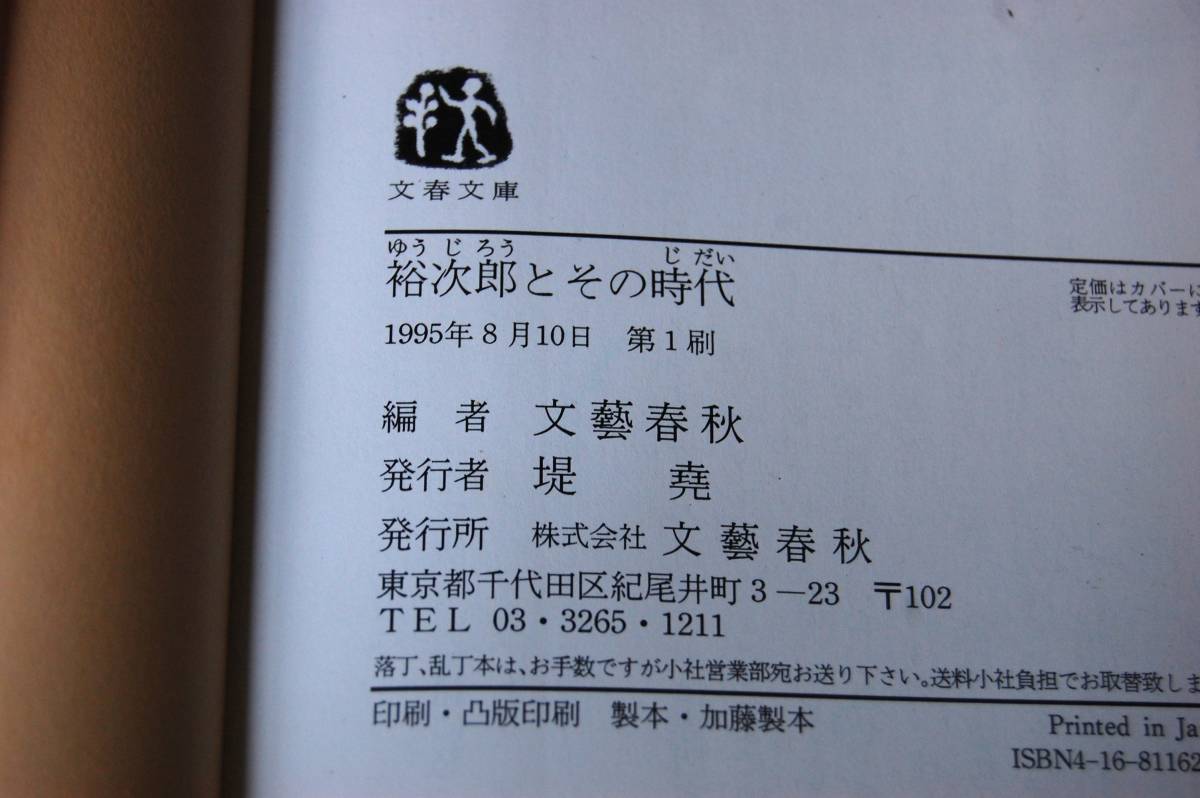 文春文庫
ゆうじろう じだい
裕次郎とその時代
定価はカバーに
表示してあります
1995年8月10日 第1刷
編 者 文藝春秋
発行者 堤 堯
発行所 株式会社 文藝春秋
東京都千代田区紀尾井町3—23 〒102
TEL 03・3265・1211
落丁、乱丁本は、お手数ですが小社営業部宛お送り下さい。送料小社負担でお取替致しま
印刷・凸版印刷 製本・加藤製本
Printed in Ja
ISBN4-16-81162